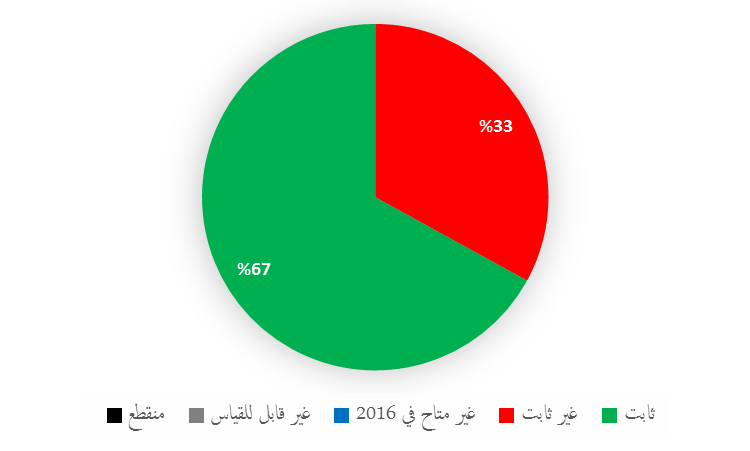 %33
%67
ثابت
غير ثابت
غير متاح في 2016
غير قابل للقياس
منقطع